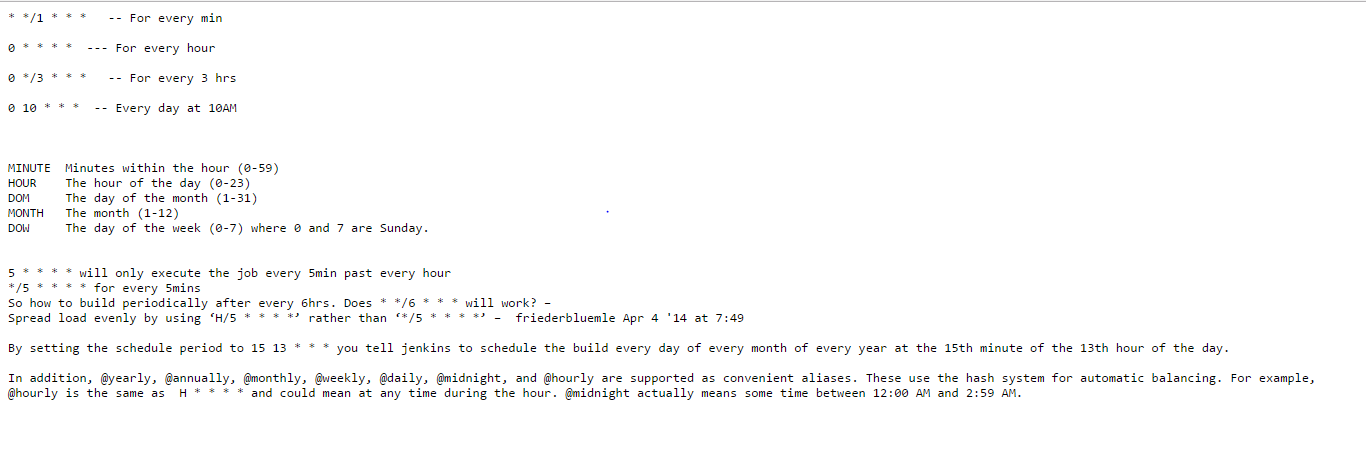 * */1 * * *   -- For every min
0 * * * *  --- For every hour
0 */3 * * *   -- For every 3 hrs
0 10 * * *  -- Every day at 10AM
MINUTE  Minutes within the hour (0-59)
HOUR    The hour of the day (0-23)
DOM     The day of the month (1-31)
MONTH   The month (1-12)
DOW     The day of the week (0-7) where 0 and 7 are Sunday.
5 * * * * will only execute the job every 5min past every hour
*/5 * * * * for every 5mins
So how to build periodically after every 6hrs. Does * */6 * * * will work? –
Spread load evenly by using ‘H/5 * * * *’ rather than ‘*/5 * * * *’ –  friederbluemle Apr 4 '14 at 7:49
By setting the schedule period to 15 13 * * * you tell jenkins to schedule the build every day of every month of every year at the 15th minute of the 13th hour of the day.
In addition, @yearly, @annually, @monthly, @weekly, @daily, @midnight, and @hourly are supported as convenient aliases. These use the hash system for automatic balancing. For example,
@hourly is the same as  H * * * * and could mean at any time during the hour. @midnight actually means some time between 12:00 AM and 2:59 AM.